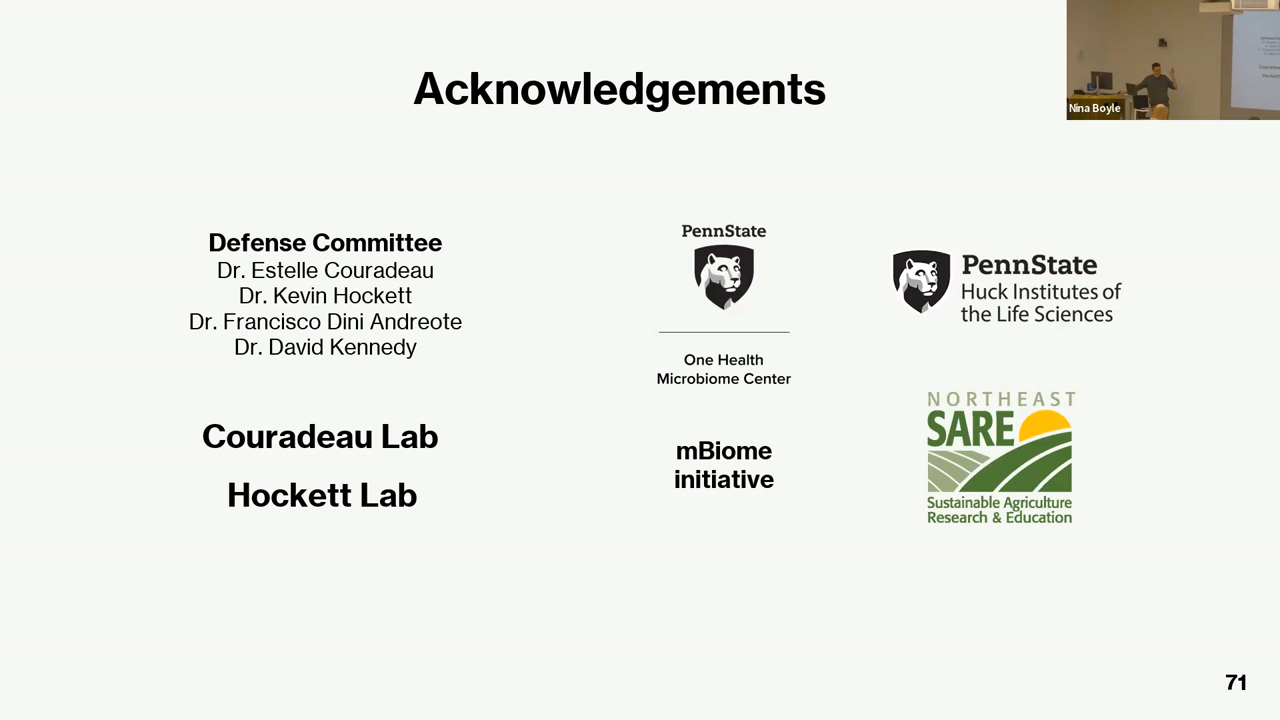 Acknowledgements
Nina Boyle
Defense Committee
Dr. Estelle Couradeau
Dr. Kevin Hockett
Dr. Francisco Dini Andreote
Dr. David Kennedy
Couradeau Lab
Hockett Lab
PennState
One Health
Microbiome Center
mBiome
initiative
PennState
Huck Institutes of
the Life Sciences
NORTHEAST
SARE
Sustainable Agriculture
Research & Education
71